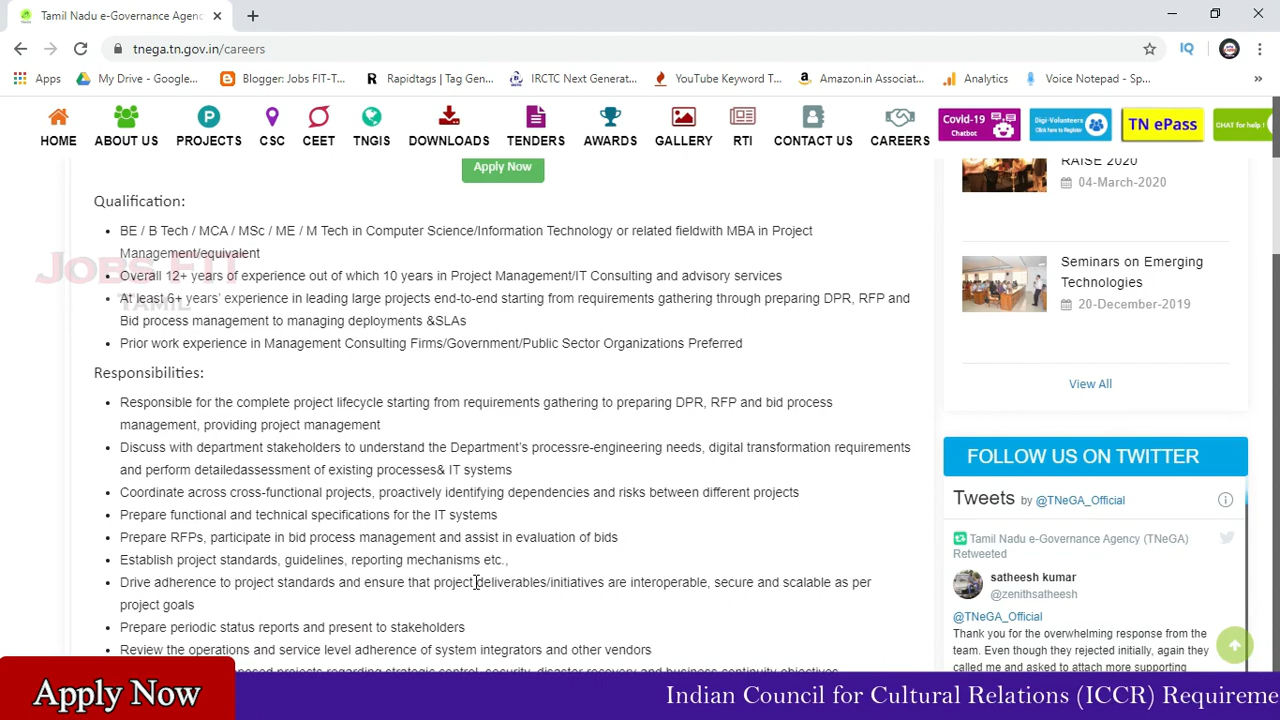 Tamil Nadu e-Governance Agenc
tnega.tn.gov.in/careers
IQ
Apps
My Drive - Google...
Blogger: Jobs FIT-T...
Rapidtags | Tag Gen...
IRCTC Next Generat...
YouTube Keyword T...
Amazon.in Associat...
Analytics
Voice Notepad - Sp...
HOME
ABOUT US
PROJECTS
CSC
CEET
TNGIS
DOWNLOADS
TENDERS
AWARDS
GALLERY
RTI
CONTACT US
CAREERS
Covid-19
Chatbot
Digi-Volunteers
Click here to Register
TN ePass
CHAT for help !
Apply Now
Qualification:
BE / B Tech / MCA / MSc / ME / M Tech in Computer Science/Information Technology or related fieldwith MBA in Project
Management/equivalent
Overall 12+ years of experience out of which 10 years in Project Management/IT Consulting and advisory services
At least 6+ years' experience in leading large projects end-to-end starting from requirements gathering through preparing DPR, RFP and
Bid process management to managing deployments &SLAs
Prior work experience in Management Consulting Firms/Government/Public Sector Organizations Preferred
JOBS FIT
TAMIL
Responsibilities:
Responsible for the complete project lifecycle starting from requirements gathering to preparing DPR, RFP and bid process
management, providing project management
Discuss with department stakeholders to understand the Department's processre-engineering needs, digital transformation requirements
and perform detailedassessment of existing processes& IT systems
Coordinate across cross-functional projects, proactively identifying dependencies and risks between different projects
Prepare functional and technical specifications for the IT systems
Prepare RFPs, participate in bid process management and assist in evaluation of bids
Establish project standards, guidelines, reporting mechanisms etc.,
Drive adherence to project standards and ensure that project deliverables/initiatives are interoperable, secure and scalable as per
project goals
Prepare periodic status reports and present to stakeholders
Review the operations and service level adherence of system integrators and other vendors
projects regarding strategic control, security, disaster recovery and business continuity objectives
RAISE 2020
04-March-2020
Seminars on Emerging
Technologies
20-December-2019
View All
FOLLOW US ON TWITTER
Tweets by @TNeGA_Official
Tamil Nadu e-Governance Agency (TNeGA)
Retweeted
satheesh kumar
@zenithsatheesh
@TNeGA_Official
Thank you for the overwhelming response from the
team. Even though they rejected initially, again they
called me and asked to attach more supporting
Apply Now
Indian Council for Cultural Relations (ICCR) Requireme